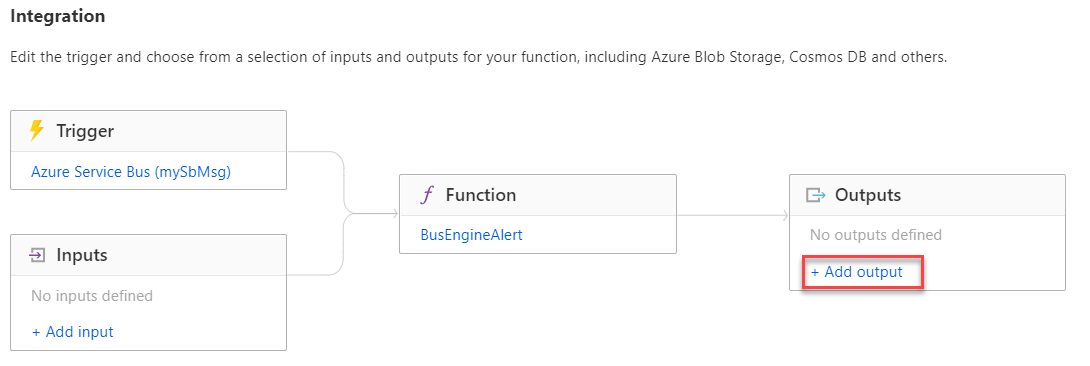 Integration
Edit the trigger and choose from a selection of inputs and outputs for your function, including Azure Blob Storage, Cosmos DB and others.
Trigger
Azure Service Bus (mySbMsg)
Inputs
No inputs defined
+ Add input
Function
BusEngineAlert
Outputs
No outputs defined
+ Add output